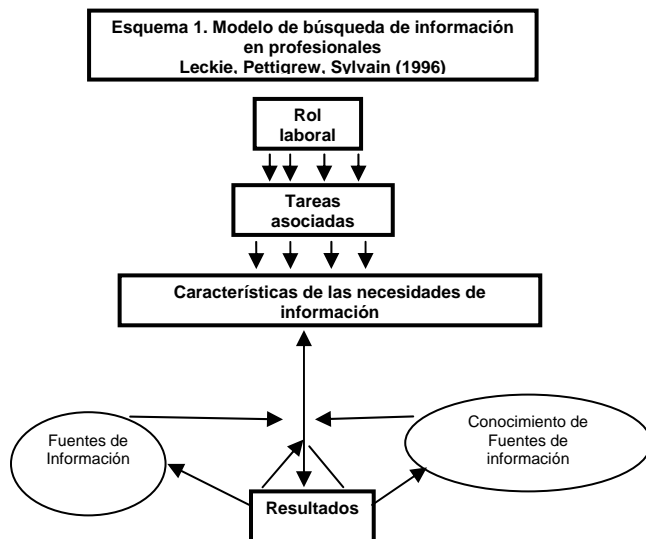 Esquema 1. Modelo de búsqueda de información
en profesionales
Leckie, Pettigrew, Sylvain (1996)
Rol
laboral
Tareas
asociadas
Características de las necesidades de
información
Fuentes de
Información
Conocimiento de
Fuentes de
información
Resultados